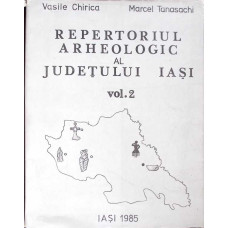 Vasile Chirica Marcel Tanasachi
REPERTORIUL
ARHEOLOGIC
AL
JUDEȚULUI IAȘI
vol. 2
IAȘI 1985